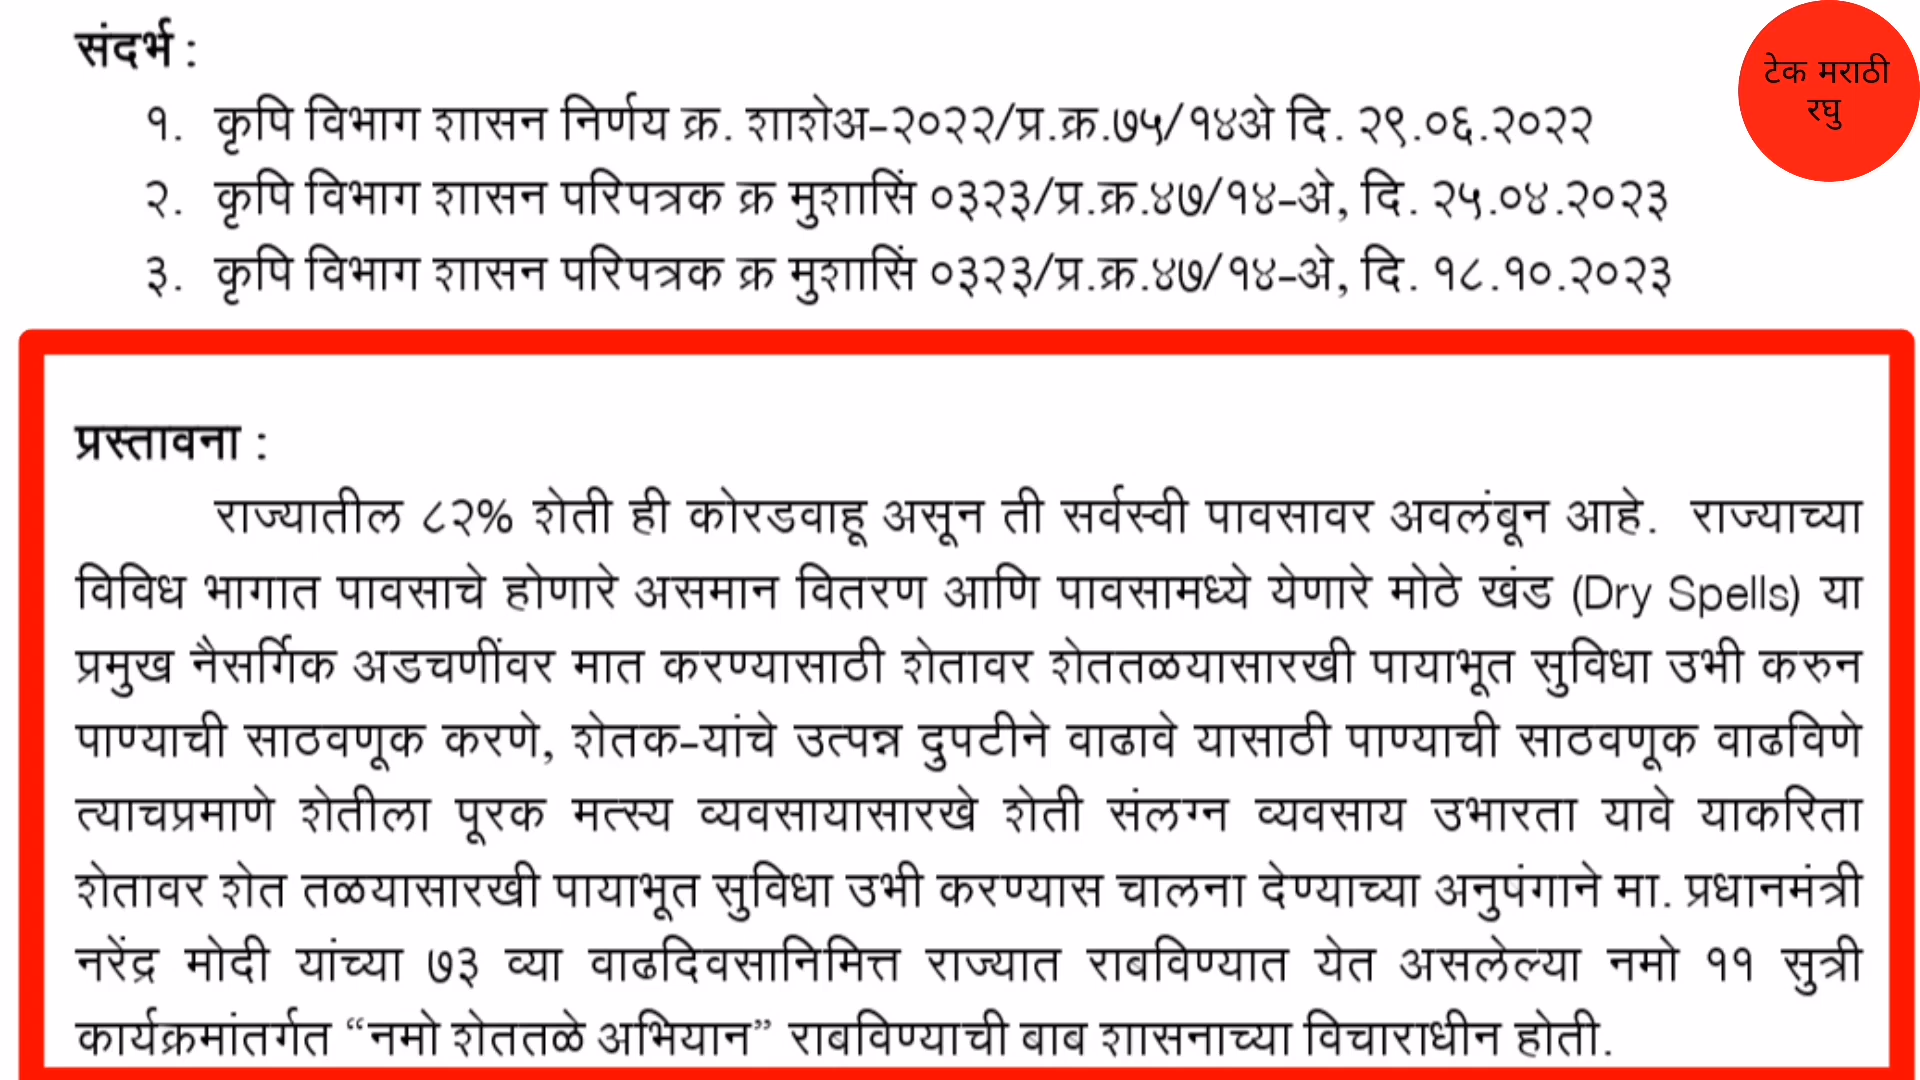 संदर्भ :
टेक मराठी
रघु
१. कृषि विभाग शासन निर्णय क्र. शाशेअ-२०२२/प्र.क्र.७५/१४अे दि. २९.०६.२०२२
२. कृषि विभाग शासन परिपत्रक क्र मुशासिं ०३२३/प्र.क्र.४७/१४-अे, दि. २५.०४.२०२३
३. कृषि विभाग शासन परिपत्रक क्र मुशासिं ०३२३/प्र.क्र.४७/१४-अे, दि. १८.१०.२०२३
प्रस्तावना :
राज्यातील ८२% शेती ही कोरडवाहू असून ती सर्वस्वी पावसावर अवलंबून आहे. राज्याच्या
विविध भागात पावसाचे होणारे असमान वितरण आणि पावसामध्ये येणारे मोठे खंड (Dry Spells) या
प्रमुख नैसर्गिक अडचणींवर मात करण्यासाठी शेतावर शेततळयासारखी पायाभूत सुविधा उभी करुन
पाण्याची साठवणूक करणे, शेतक-यांचे उत्पन्न दुपटीने वाढावे यासाठी पाण्याची साठवणूक वाढविणे
त्याचप्रमाणे शेतीला पूरक मत्स्य व्यवसायासारखे शेती संलग्न व्यवसाय उभारता यावे याकरिता
शेतावर शेत तळयासारखी पायाभूत सुविधा उभी करण्यास चालना देण्याच्या अनुपंगाने मा. प्रधानमंत्री
नरेंद्र मोदी यांच्या ७३ व्या वाढदिवसानिमित्त राज्यात राबविण्यात येत असलेल्या नमो ११ सुत्री
कार्यक्रमांतर्गत “नमो शेततळे अभियान” राबविण्याची बाब शासनाच्या विचाराधीन होती.